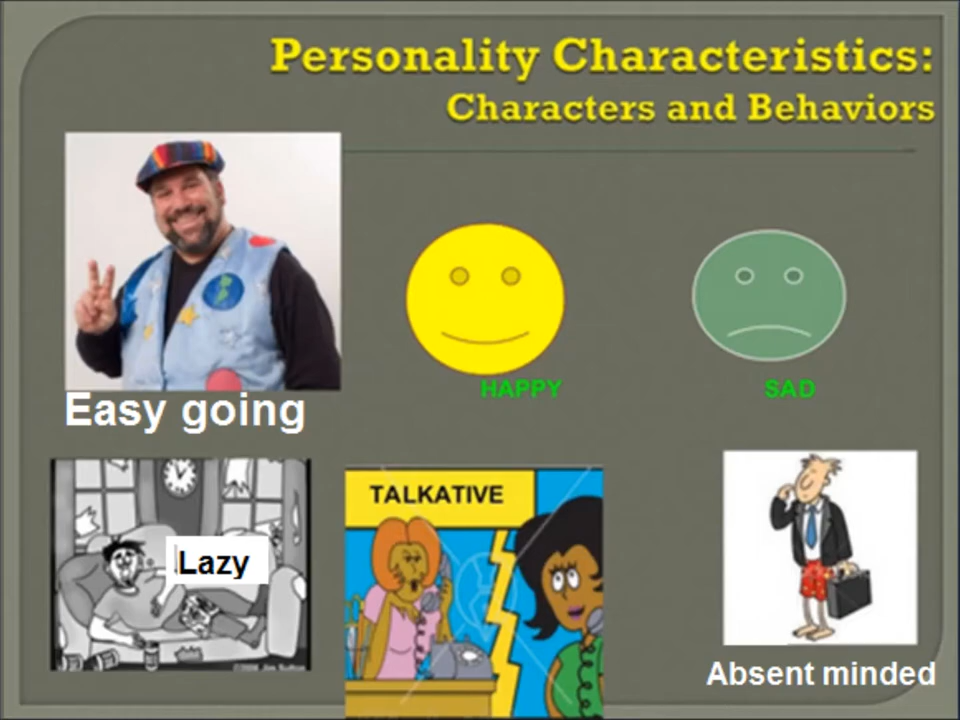 Personality Characteristics:
Characters and Behaviors
Easy going
HAPPY
SAD
Lazy
TALKATIVE
Absent minded